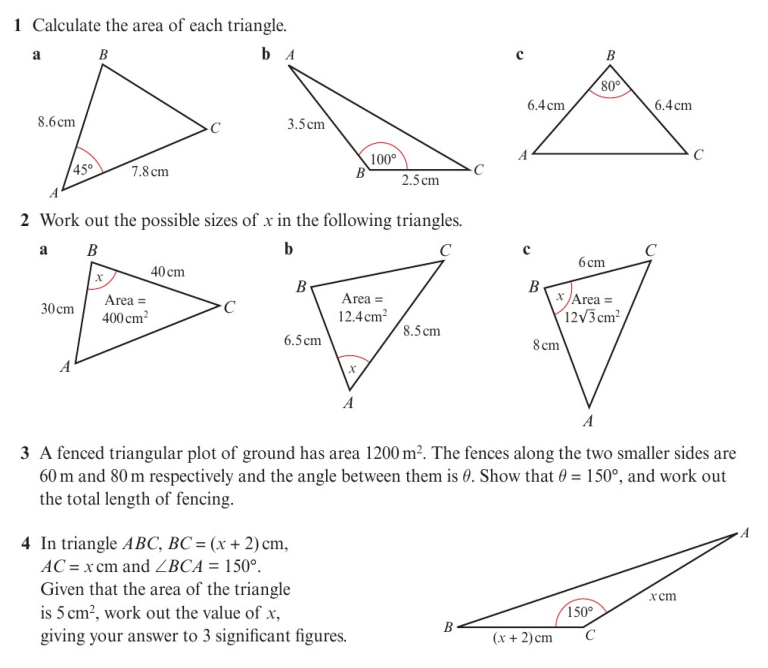 1 Calculate the area of each triangle.
a
B
8.6 cm
C
45°
7.8 cm
A
b
A
3.5 cm
100°
B
C
2.5 cm
c
B
80°
6.4 cm
6.4 cm
A
C
2 Work out the possible sizes of x in the following triangles.
a
B
x
40 cm
30 cm
Area =
400 cm²
C
A
b
C
B
Area =
12.4 cm²
6.5 cm
8.5 cm
x
A
c
C
6 cm
B
x
Area =
12√3 cm²
8 cm
A
3 A fenced triangular plot of ground has area 1200 m². The fences along the two smaller sides are
60 m and 80 m respectively and the angle between them is θ. Show that θ = 150°, and work out
the total length of fencing.
4 In triangle ABC, BC = (x + 2) cm,
AC = x cm and ∠BCA = 150°.
Given that the area of the triangle
is 5 cm², work out the value of x,
giving your answer to 3 significant figures.
A
x cm
150°
B
(x + 2) cm
C